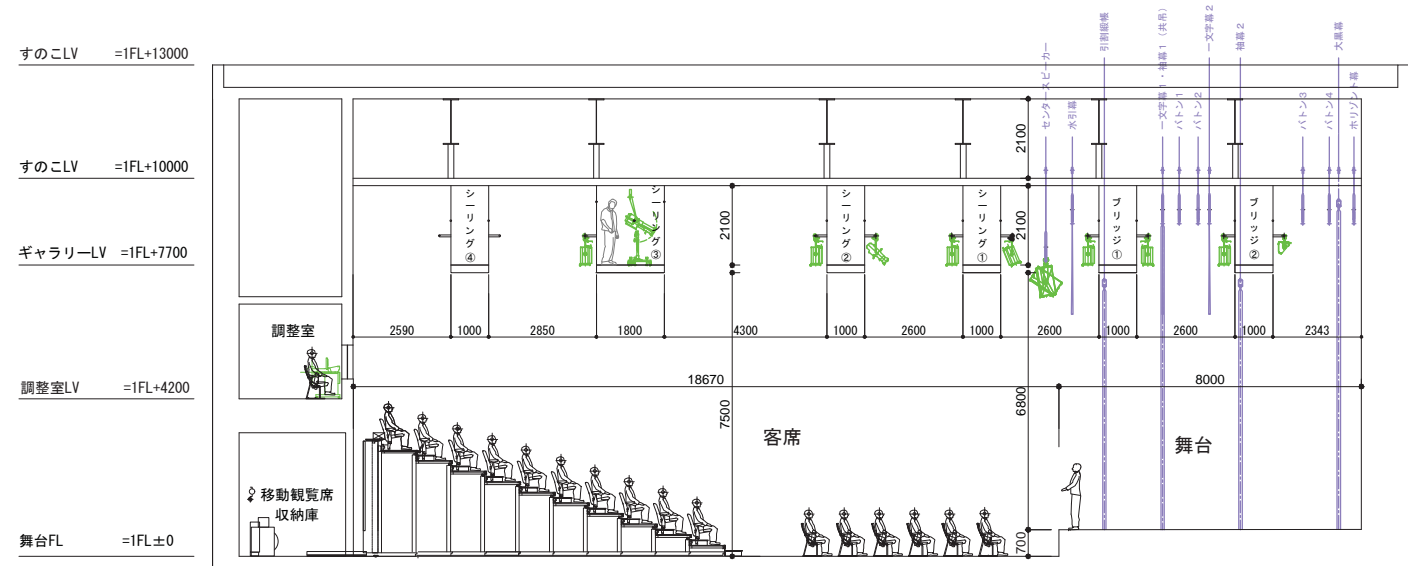 すのこLV =1FL+13000
すのこLV =1FL+10000
ギャラリーLV =1FL+7700
調整室LV =1FL+4200
舞台FL =1FL±0
センタースピーカー
水引幕
引割緞帳
一文字幕1・袖幕1（共吊）
バトン1
バトン2
一文字幕2
袖幕2
バトン3
バトン4
大黒幕
ホリゾント幕
2100
シーリング④
シーリング③
2100
シーリング②
シーリング①
2100
ブリッジ①
ブリッジ②
調整室
2590
1000
2850
1800
4300
1000
2600
1000
2600
1000
2600
1000
2343
18670
8000
7500
6800
客席
舞台
移動観覧席
収納庫
700